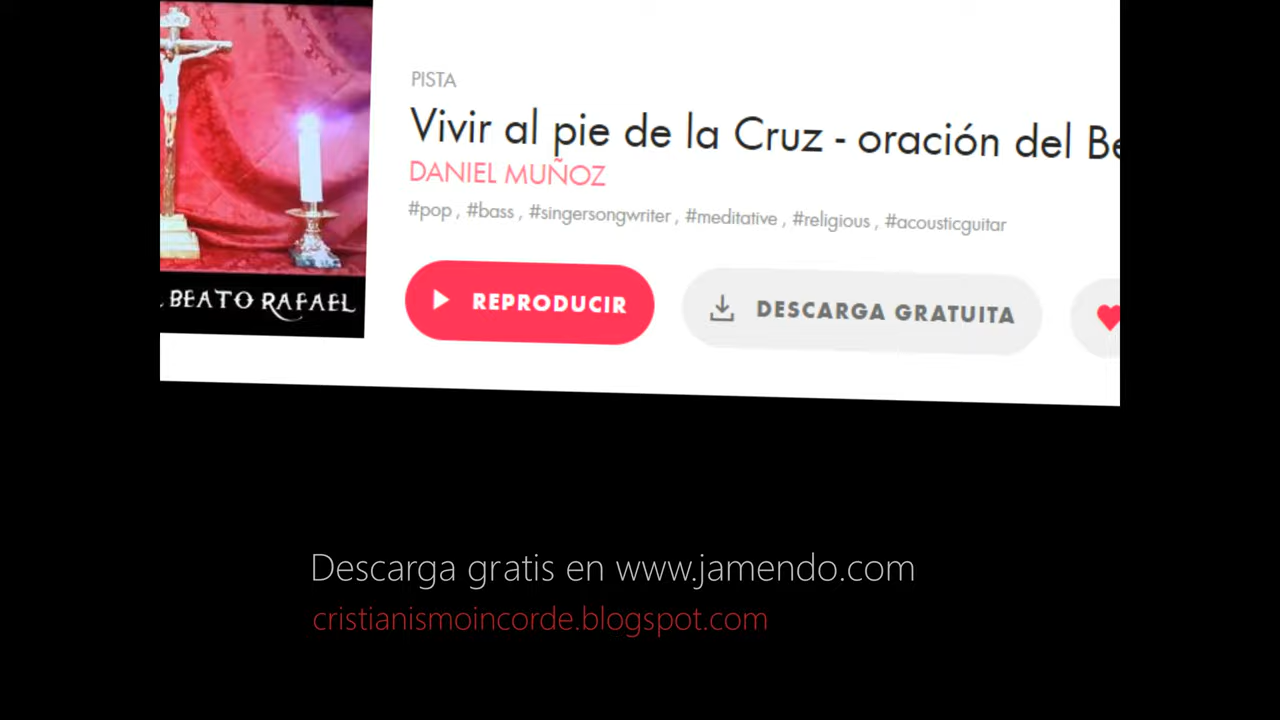 PISTA
Vivir al pie de la Cruz - oración del Be
DANIEL MUÑOZ
#pop , #bass , #singersongwriter , #meditative , #religious , #acousticguitar
BEATO RAFAEL
REPRODUCIR
DESCARGA GRATUITA
Descarga gratis en www.jamendo.com
cristianismoincorde.blogspot.com